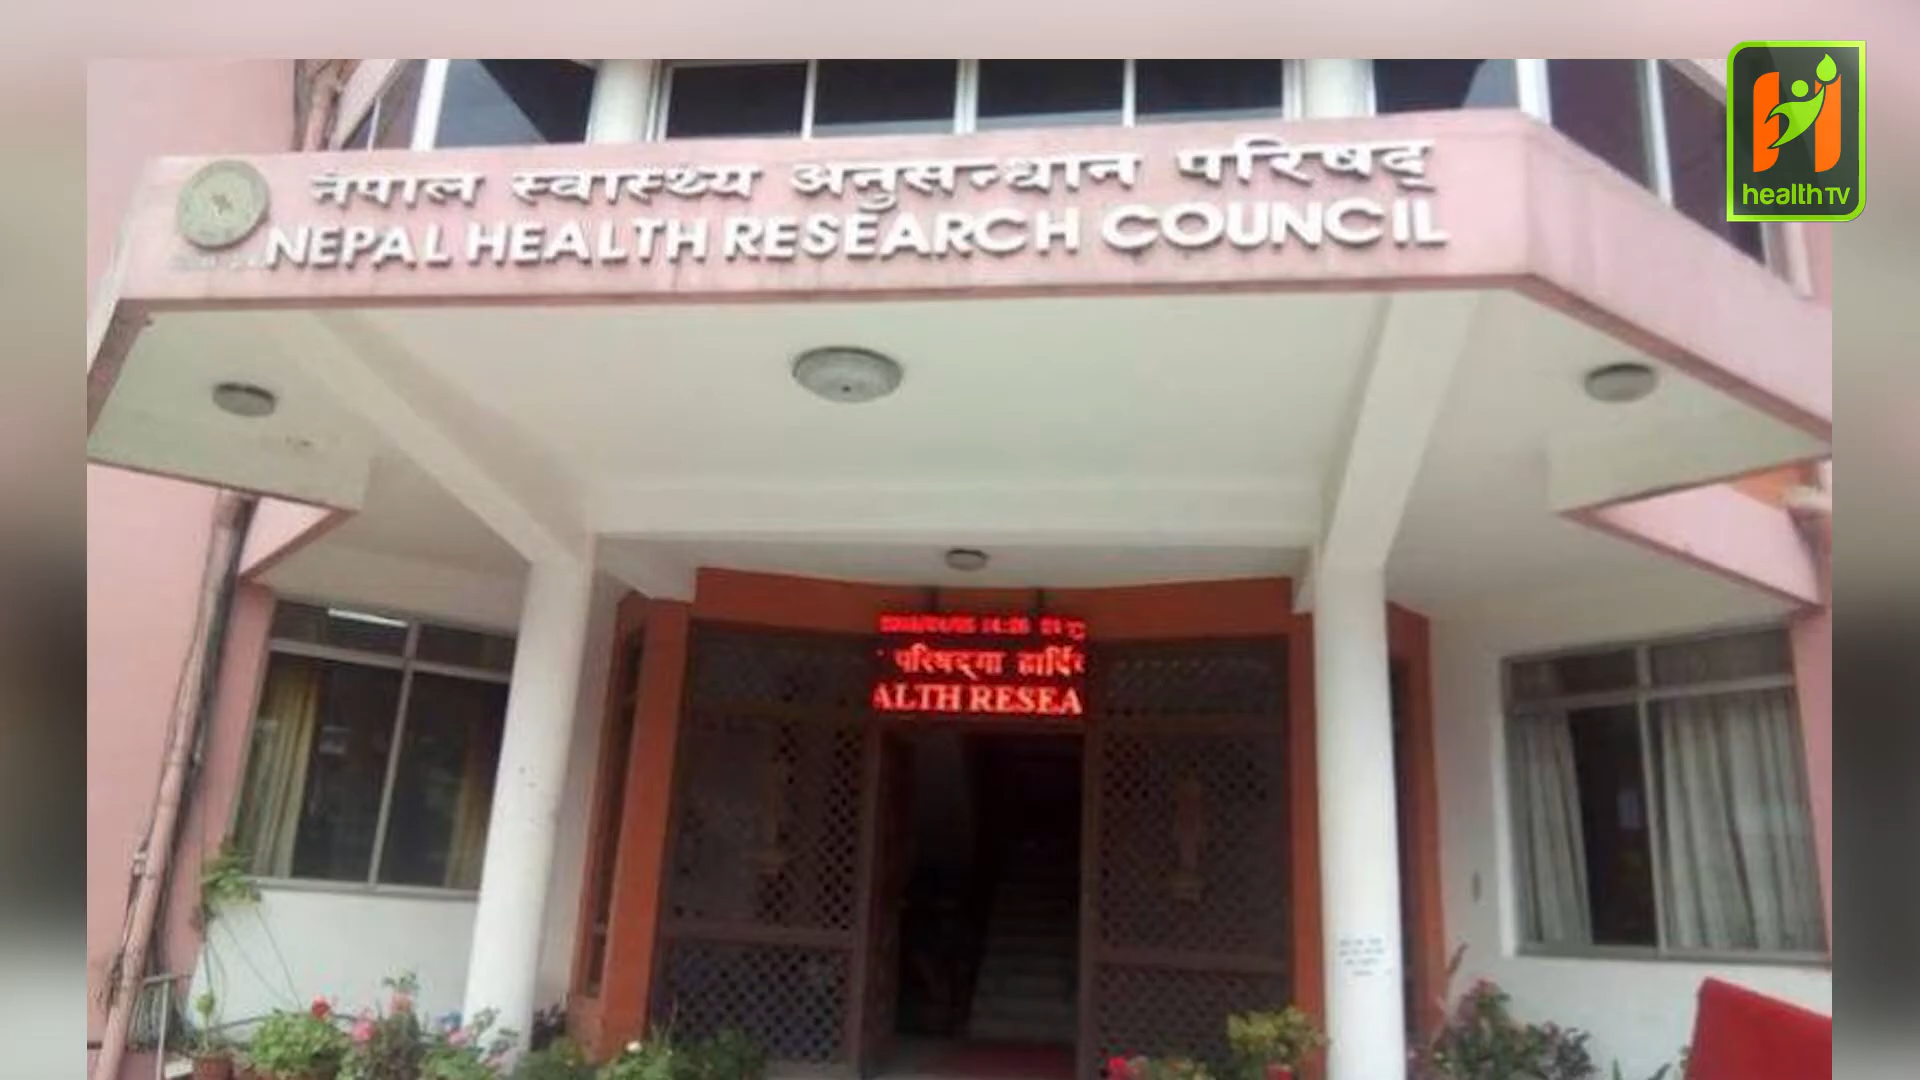 नेपाल स्वास्थ्य अनुसन्धान परिषद्
NEPAL HEALTH RESEARCH COUNCIL
health TV
परिषद्मा हार्दि
ALTH RESEA